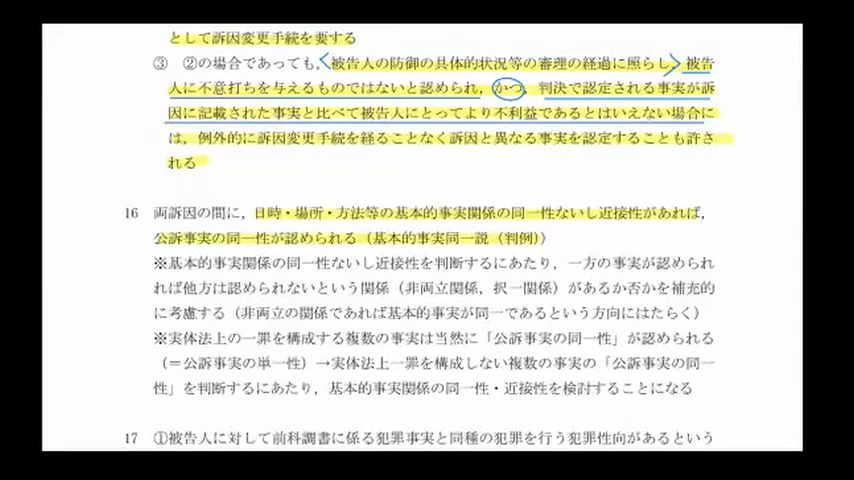 として訴因変更手続を要する
③ ②の場合であっても,被告人の防御の具体的状況等の審理の経過に照らし,被告
人に不意打ちを与えるものではないと認められ,かつ,判決で認定される事実が訴
因に記載された事実と比べて被告人にとってより不利益であるとはいえない場合に
は,例外的に訴因変更手続を経ることなく訴因と異なる事実を認定することも許さ
れる
16 両訴因の間に,日時・場所・方法等の基本的事実関係の同一性ないし近接性があれば,
公訴事実の同一性が認められる(基本的事実同一説(判例))
※基本的事実関係の同一性ないし近接性を判断するにあたり,一方の事実が認められ
れば他方は認められないという関係(非両立関係,択一関係)があるか否かを補充的
に考慮する(非両立の関係であれば基本的事実が同一であるという方向にはたらく)
※実体法上の一罪を構成する複数の事実は当然に「公訴事実の同一性」が認められる
(=公訴事実の単一性)→実体法上一罪を構成しない複数の事実の「公訴事実の同一
性」を判断するにあたり,基本的事実関係の同一性・近接性を検討することになる
17 ①被告人に対して前科調書に係る犯罪事実と同種の犯罪を行う犯罪性向があるという